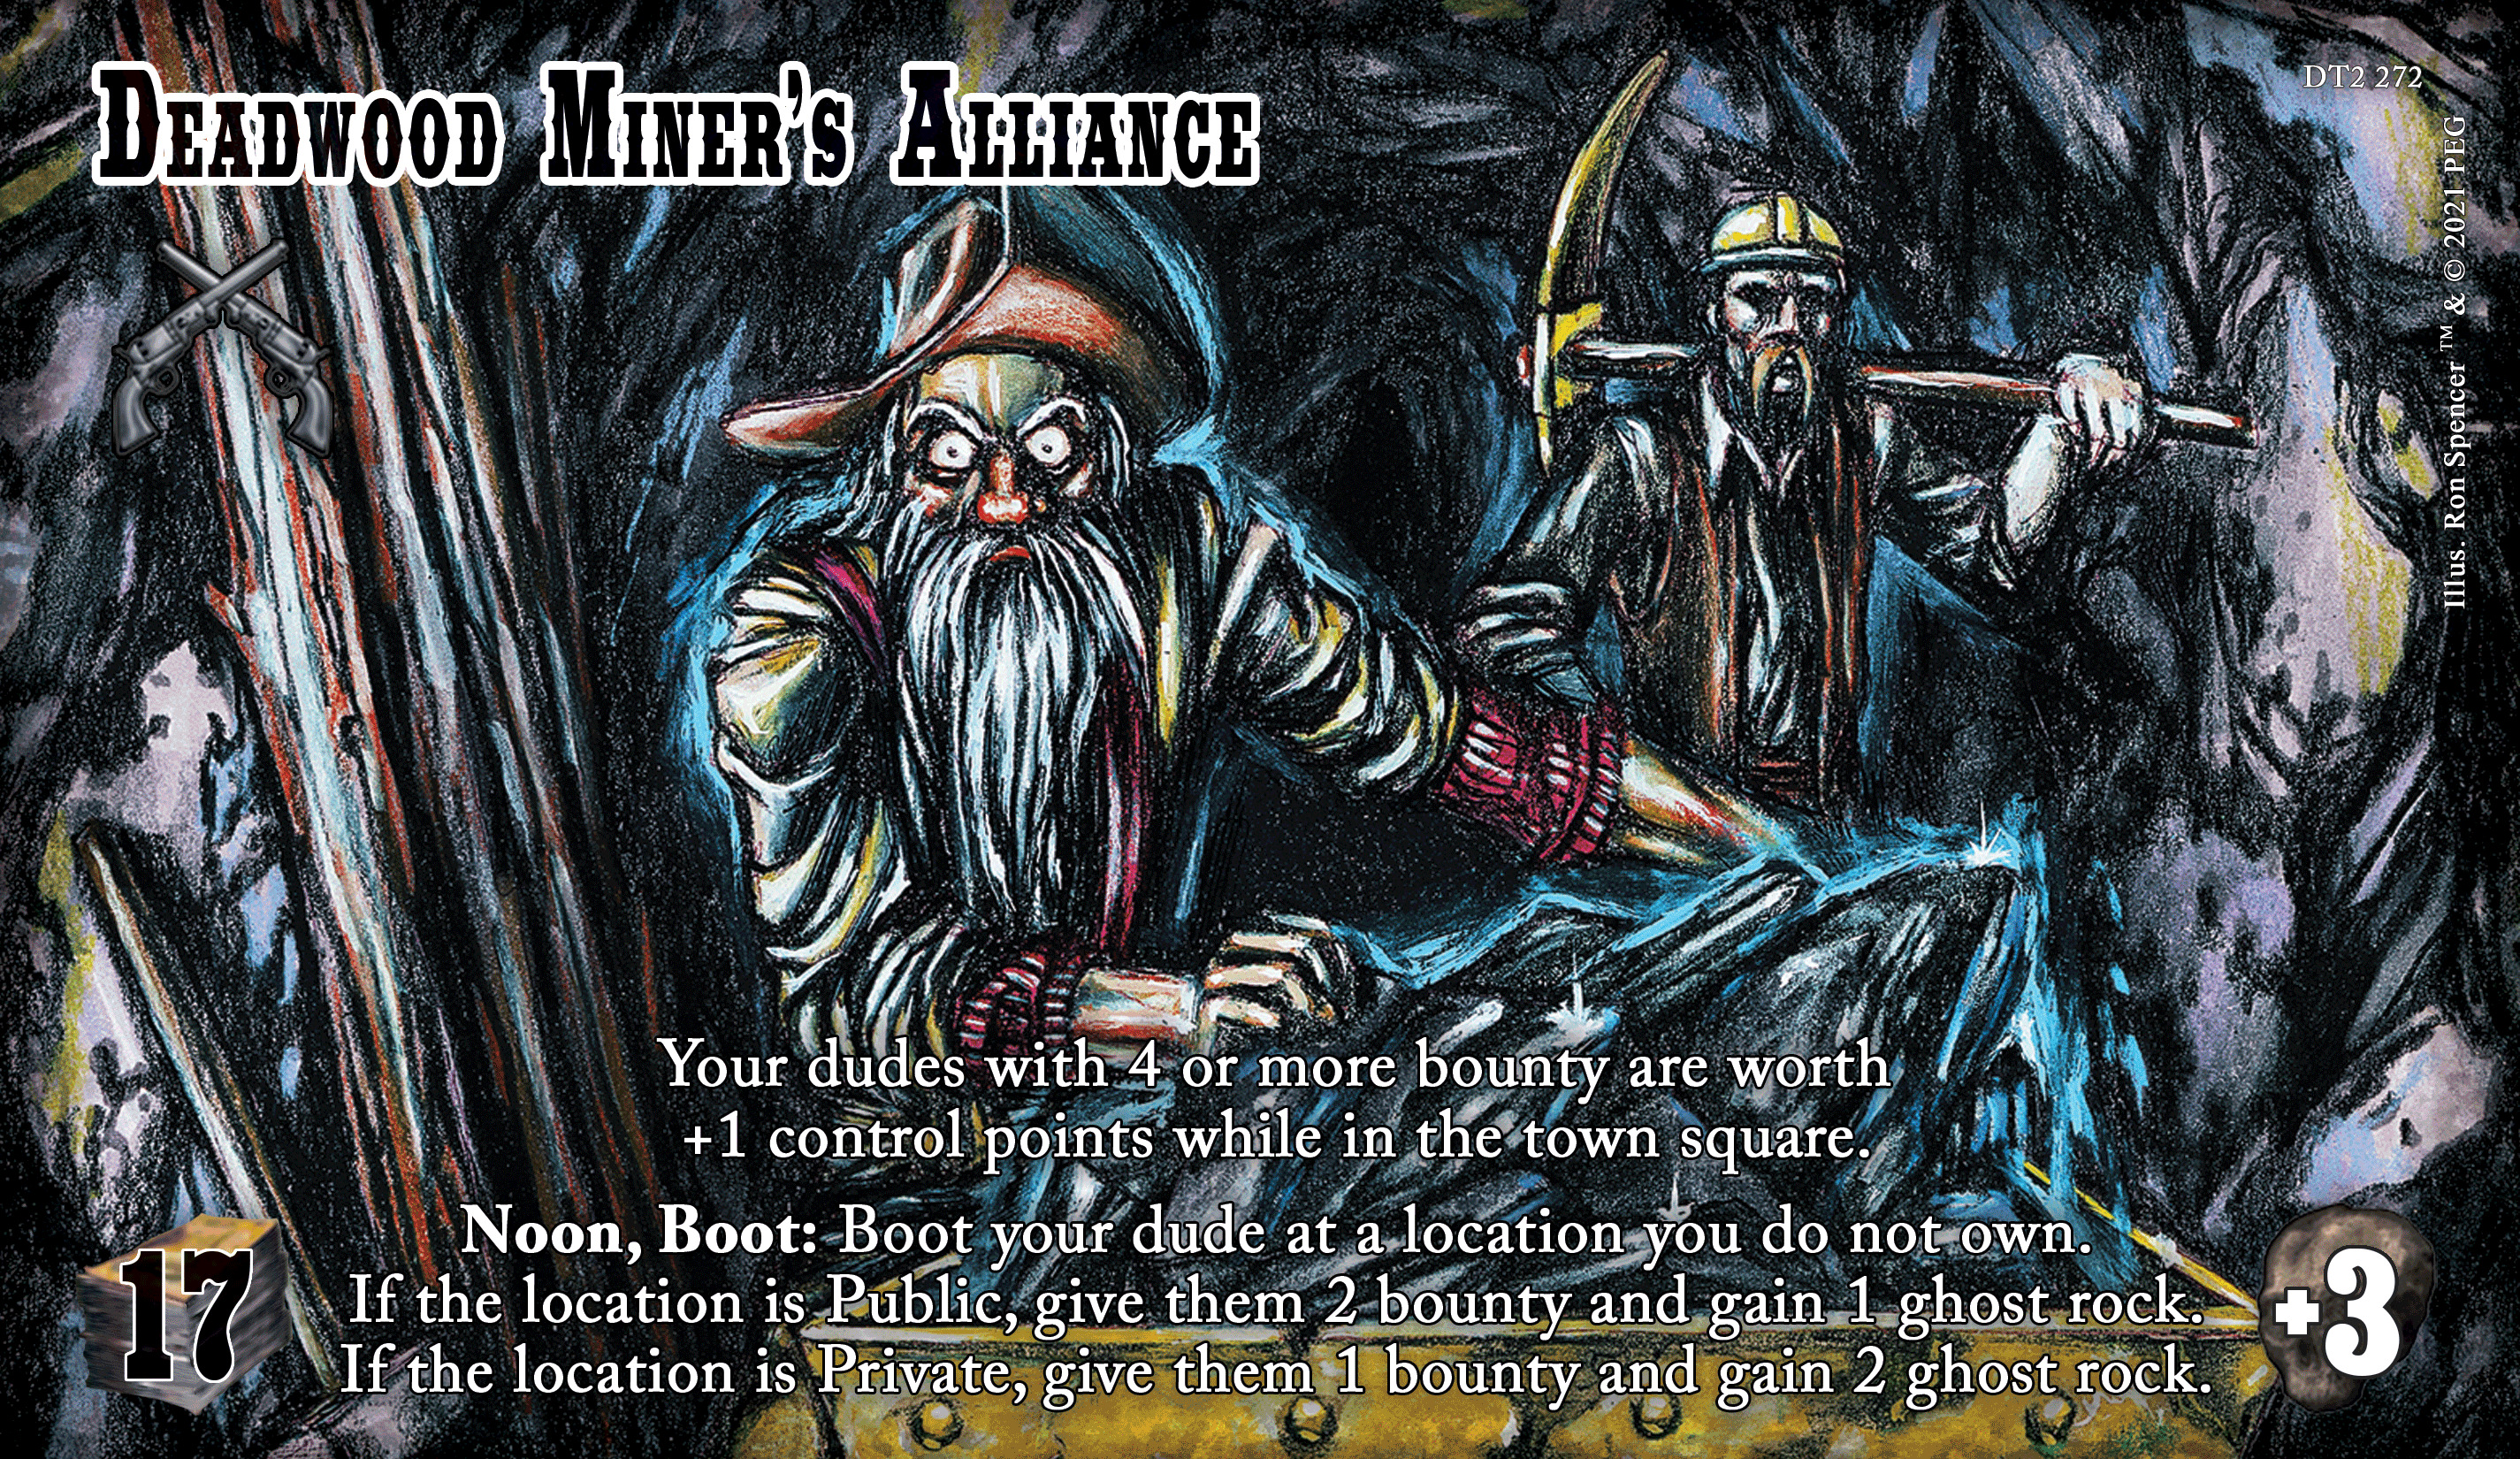 Deadwood Miner's Alliance
DT2 272
Illus. Ron Spencer ™ & © 2021 PEG
Your dudes with 4 or more bounty are worth
+1 control points while in the town square.
Noon, Boot: Boot your dude at a location you do not own.
If the location is Public, give them 2 bounty and gain 1 ghost rock.
If the location is Private, give them 1 bounty and gain 2 ghost rock.
17
+3